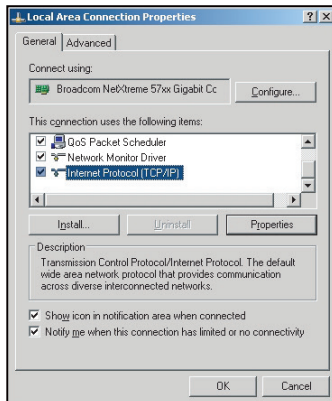 Local Area Connection Properties
General Advanced
Connect using:
Broadcom NetXtreme 57xx Gigabit Cc
Configure...
This connection uses the following items:
QoS Packet Scheduler
Network Monitor Driver
Internet Protocol (TCP/IP)
Install... Uninstall Properties
Description
Transmission Control Protocol/Internet Protocol. The default
wide area network protocol that provides communication
across diverse interconnected networks.
Show icon in notification area when connected
Notify me when this connection has limited or no connectivity
OK Cancel